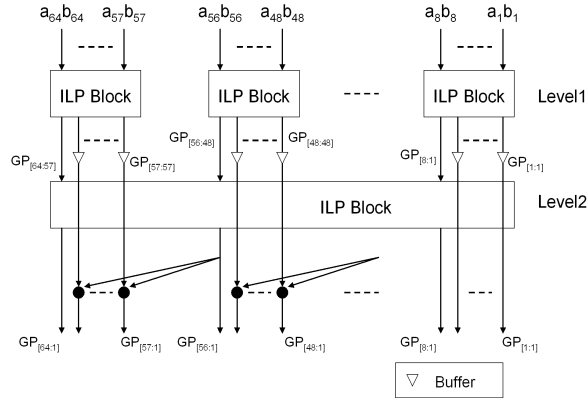 a64b64 a57b57 a56b56 a48b48 a8b8 a1b1
ILP Block ILP Block ILP Block Level1
GP[64:57] GP[57:57] GP[56:48] GP[48:48] GP[8:1] GP[1:1]
ILP Block Level2
GP[64:1] GP[57:1] GP[56:1] GP[48:1] GP[8:1] GP[1:1]
Buffer